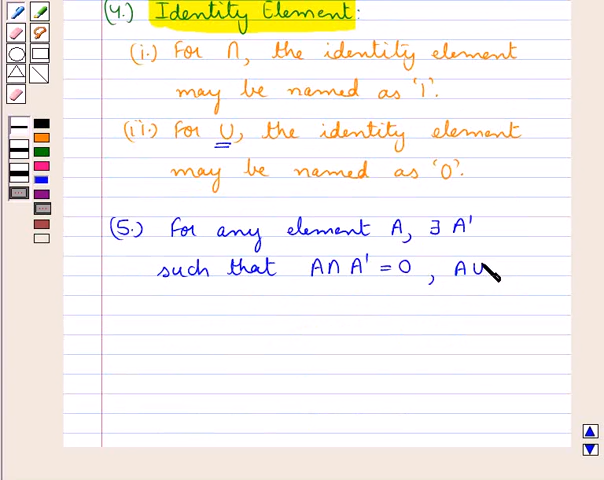 (4.) Identity Element:
(i.) For ∩, the identity element
may be named as '1'.
(ii.) For U, the identity element
may be named as '0'.
(5.) For any element A, ∃ A'
such that A∩ A' = 0 , A U